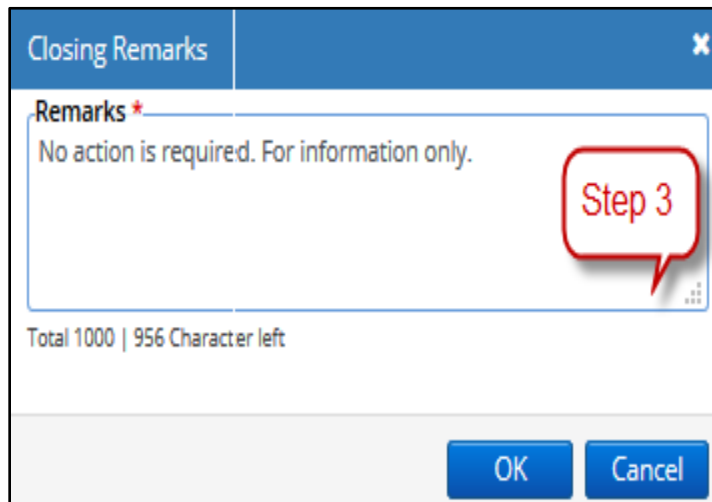 Closing Remarks
Remarks *
No action is required. For information only.
Step 3
Total 1000 | 956 Character left
OK
Cancel